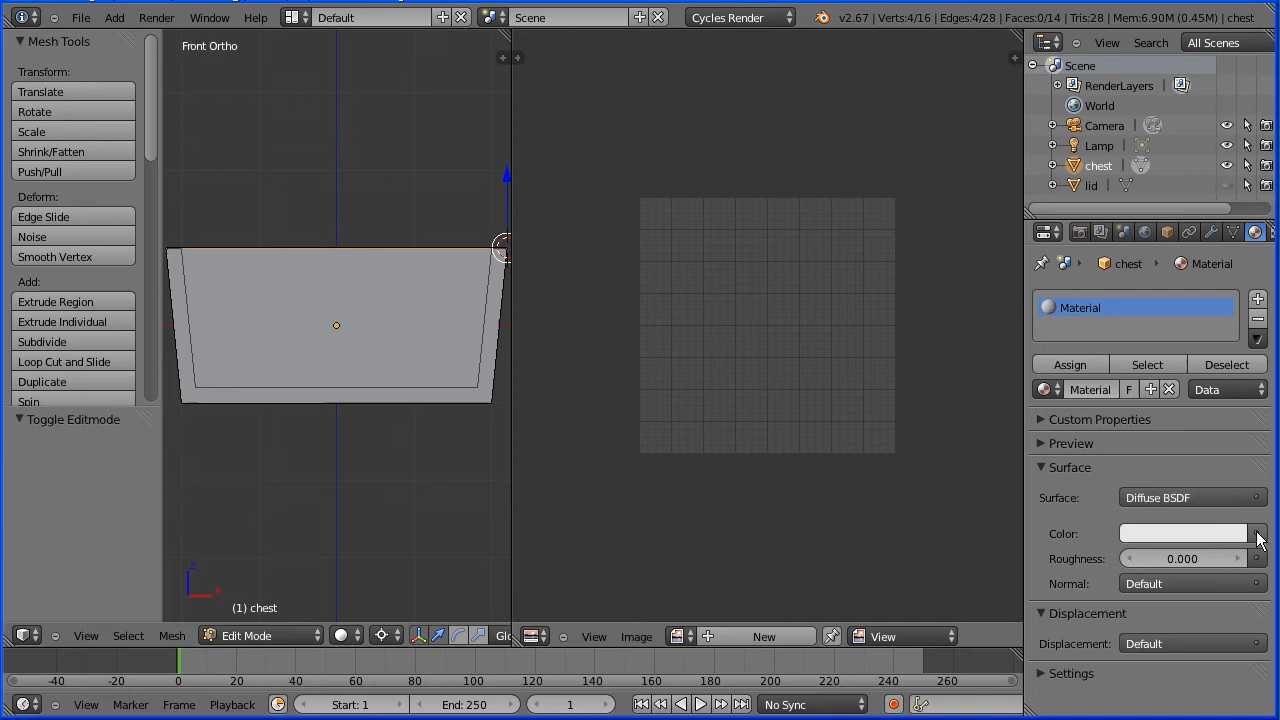 File Add Render Window Help Default Scene Cycles Render v2.67 | Verts:4/16 | Edges:4/28 | Faces:0/14 | Tris:28 | Mem:6.90M (0.45M) | chest
Mesh Tools
Transform:
Translate
Rotate
Scale
Shrink/Fatten
Push/Pull
Deform:
Edge Slide
Noise
Smooth Vertex
Add:
Extrude Region
Extrude Individual
Subdivide
Loop Cut and Slide
Duplicate
Spin
Toggle Editmode
Front Ortho
z
x
(1) chest
View Select Mesh Edit Mode
View Image New View
View Search All Scenes
Scene
RenderLayers |
World
Camera |
Lamp |
chest |
lid |
chest Material
Material
Assign Select Deselect
Material F Data
Custom Properties
Preview
Surface
Surface: Diffuse BSDF
Color:
Roughness: 0.000
Normal: Default
Displacement
Displacement: Default
Settings
-40 -20 0 20 40 60 80 100 120 140 160 180 200 220 240 260
View Marker Frame Playback Start: 1 End: 250 1 No Sync